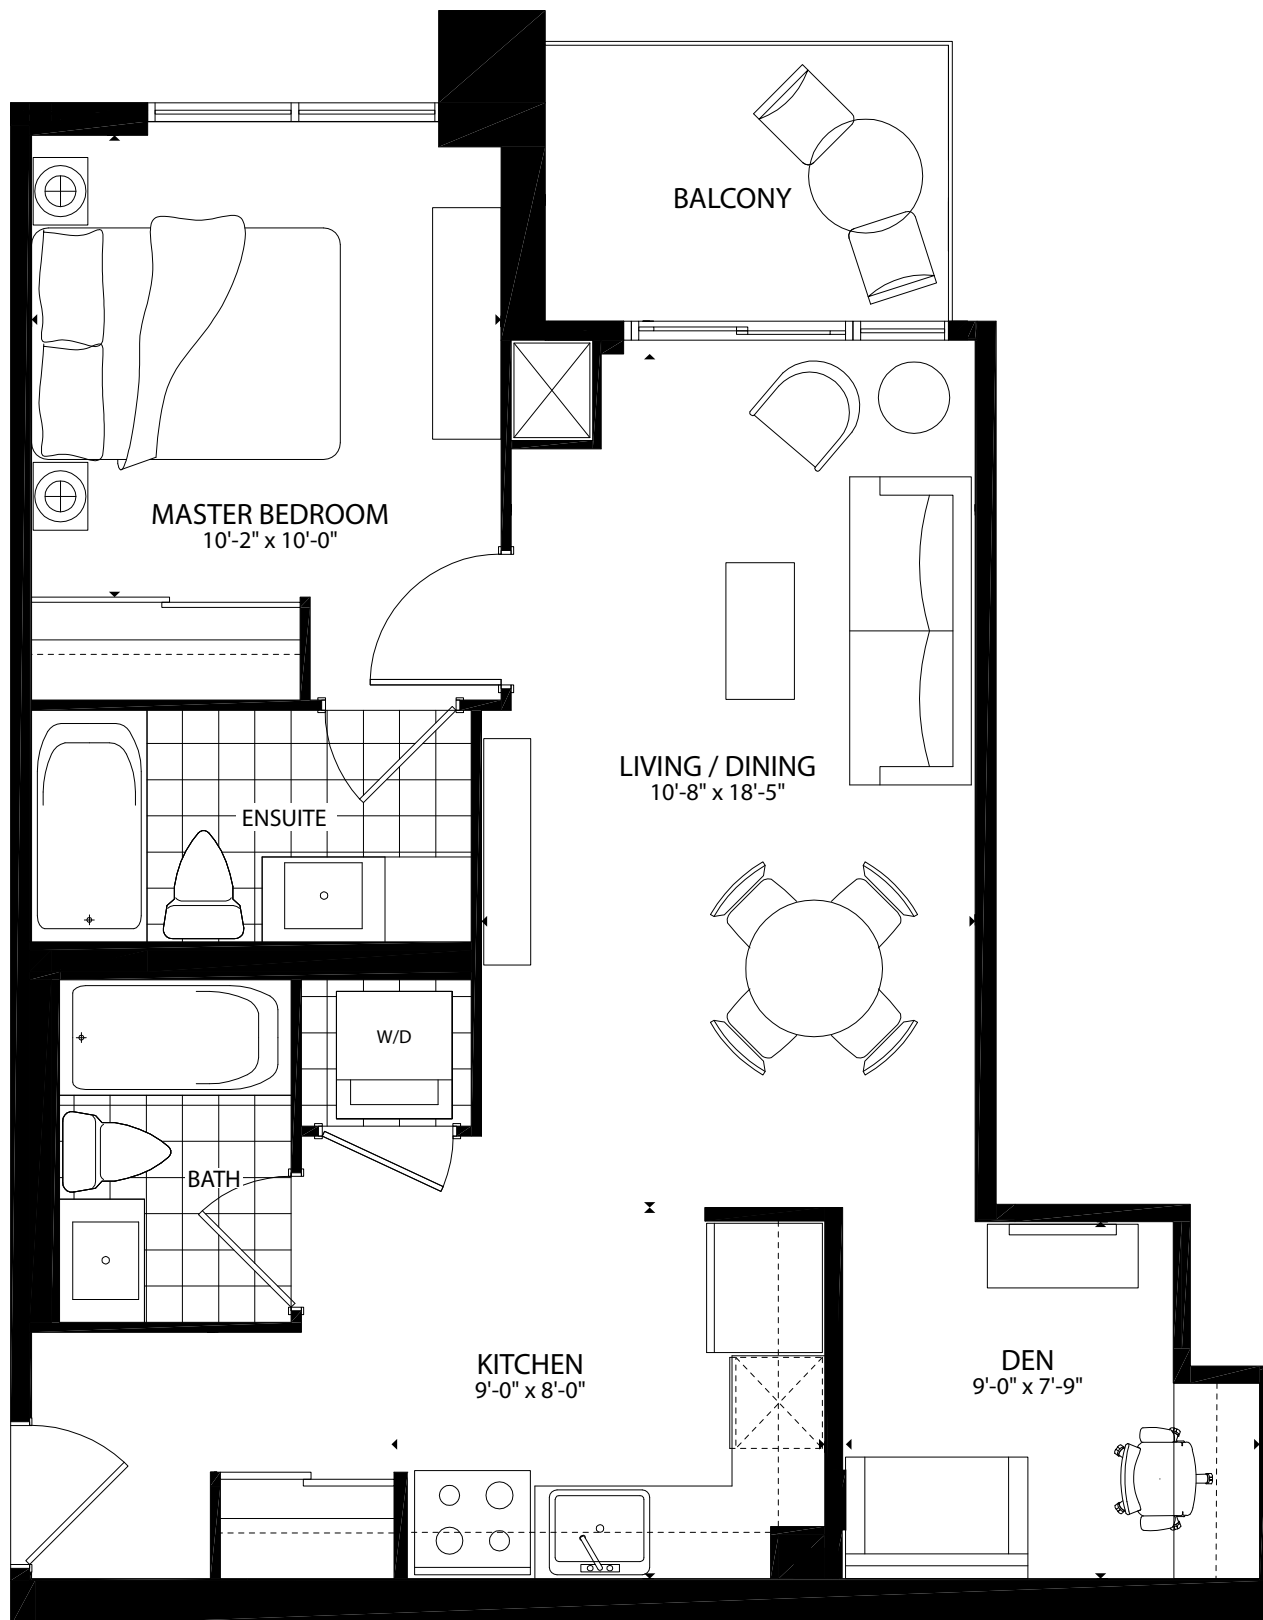 BALCONY
MASTER BEDROOM
10'-2" x 10'-0"
LIVING / DINING
10'-8" x 18'-5"
ENSUITE
W/D
BATH
KITCHEN
9'-0" x 8'-0"
DEN
9'-0" x 7'-9"